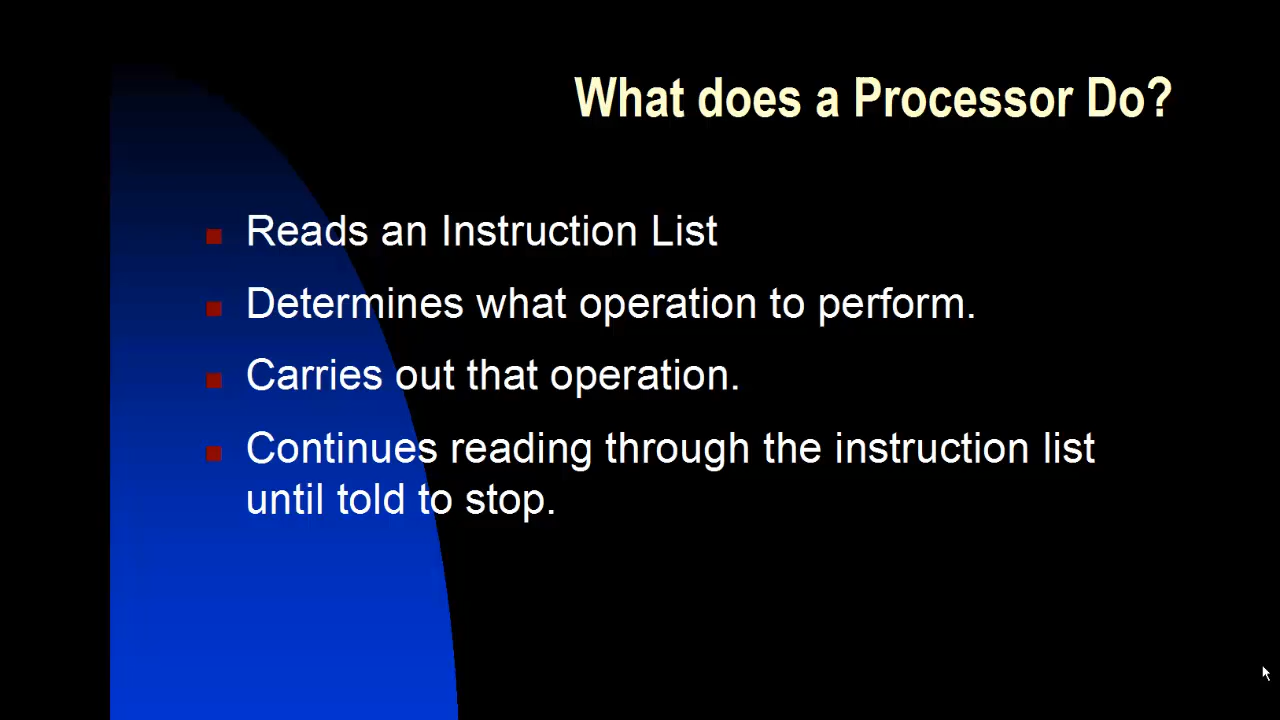 What does a Processor Do?
Reads an Instruction List
Determines what operation to perform.
Carries out that operation.
Continues reading through the instruction list
until told to stop.